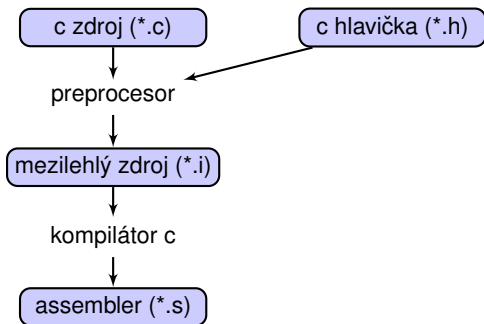 c zdroj (*.c)
c hlavička (*.h)
preprocesor
mezilehlý zdroj (*.i)
kompilátor c
assembler (*.s)